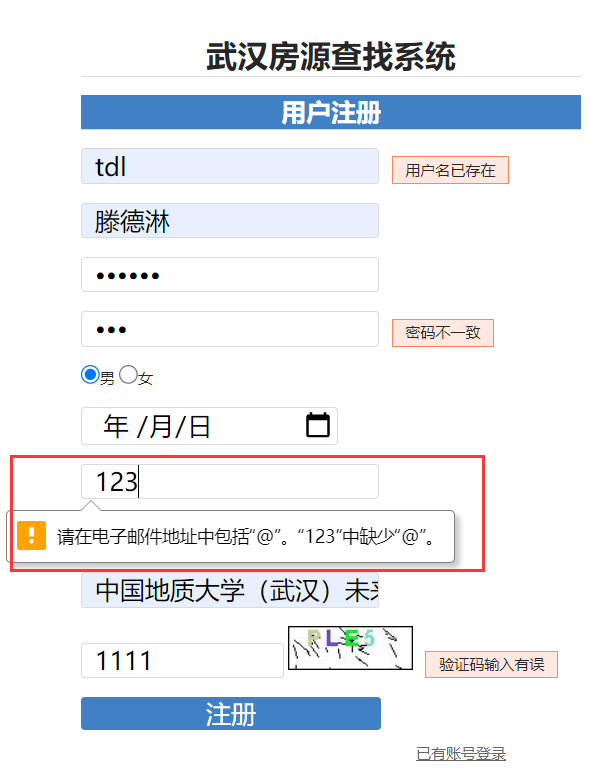 武汉房源查找系统
用户注册
tdl 用户名已存在
滕德淋
••••••
••• 密码不一致
男 女
年 /月/日
123
请在电子邮件地址中包括“@”。“123”中缺少“@”。
中国地质大学（武汉）未来
1111 PLE5 验证码输入有误
注册
已有账号登录